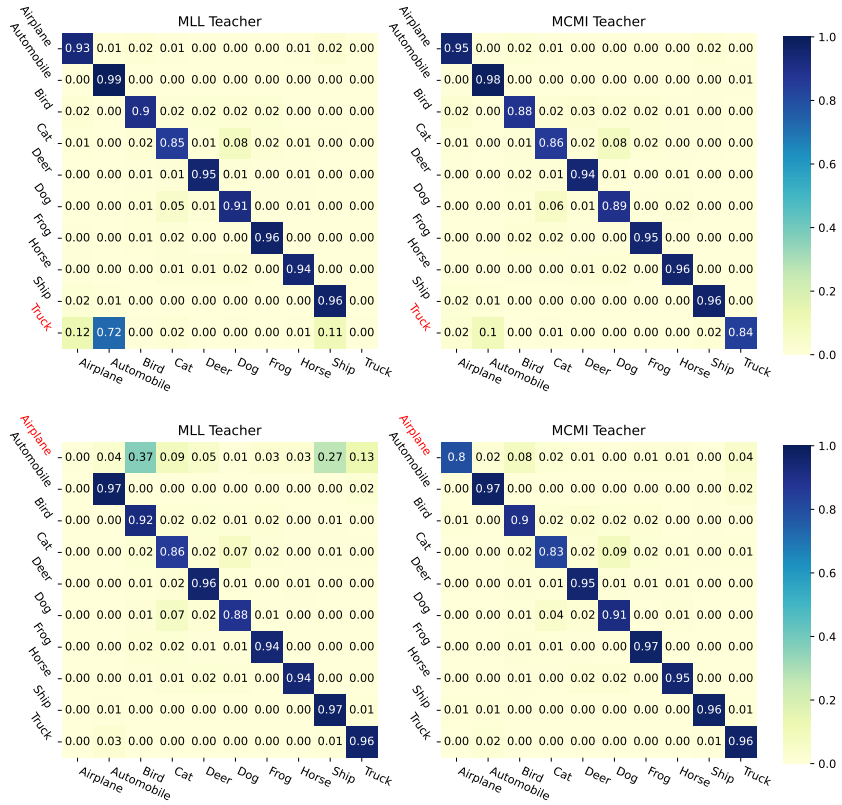 MLL Teacher
Airplane 0.93 0.01 0.02 0.01 0.00 0.00 0.00 0.01 0.02 0.00
Automobile 0.00 0.99 0.00 0.00 0.00 0.00 0.00 0.00 0.00 0.00
Bird 0.02 0.00 0.9 0.02 0.02 0.02 0.02 0.01 0.00 0.00
Cat 0.01 0.00 0.02 0.85 0.01 0.08 0.02 0.01 0.00 0.00
Deer 0.00 0.00 0.01 0.01 0.95 0.01 0.01 0.01 0.00 0.00
Dog 0.00 0.00 0.01 0.05 0.01 0.91 0.00 0.01 0.00 0.00
Frog 0.00 0.00 0.01 0.02 0.00 0.00 0.96 0.00 0.00 0.00
Horse 0.00 0.00 0.00 0.01 0.01 0.02 0.00 0.94 0.00 0.00
Ship 0.02 0.01 0.00 0.00 0.00 0.00 0.00 0.00 0.96 0.00
Truck 0.12 0.72 0.00 0.02 0.00 0.00 0.00 0.01 0.11 0.00
Airplane Automobile Bird Cat Deer Dog Frog Horse Ship Truck
MCMI Teacher
0.95 0.00 0.02 0.01 0.00 0.00 0.00 0.00 0.02 0.00
0.00 0.98 0.00 0.00 0.00 0.00 0.00 0.00 0.00 0.01
0.02 0.00 0.88 0.02 0.03 0.02 0.02 0.01 0.00 0.00
Cat 0.01 0.00 0.01 0.86 0.02 0.08 0.02 0.01 0.00 0.00
Deer 0.00 0.00 0.01 0.02 0.94 0.01 0.00 0.01 0.00 0.00
Dog 0.00 0.00 0.01 0.06 0.01 0.89 0.00 0.02 0.00 0.00
Frog 0.00 0.00 0.02 0.02 0.00 0.01 0.95 0.00 0.00 0.00
Horse 0.00 0.00 0.00 0.00 0.01 0.02 0.00 0.96 0.00 0.00
Ship 0.02 0.01 0.00 0.00 0.00 0.00 0.00 0.00 0.96 0.00
Truck 0.02 0.1 0.00 0.00 0.00 0.00 0.00 0.00 0.02 0.84
Airplane Automobile Bird Cat Deer Dog Frog Horse Ship Truck
Airplane
Automobile
Bird
1.0
0.8
0.6
0.4
0.2
0.0
MLL Teacher
Airplane 0.00 0.04 0.37 0.09 0.05 0.01 0.03 0.03 0.27 0.13
Automobile 0.00 0.97 0.00 0.00 0.00 0.00 0.00 0.00 0.00 0.02
Bird 0.00 0.00 0.92 0.02 0.02 0.01 0.02 0.00 0.01 0.00
Cat 0.00 0.00 0.02 0.86 0.02 0.07 0.02 0.00 0.01 0.00
Deer 0.00 0.00 0.01 0.02 0.96 0.01 0.00 0.00 0.00 0.00
Dog 0.00 0.00 0.01 0.07 0.02 0.88 0.01 0.00 0.00 0.00
Frog 0.00 0.00 0.02 0.02 0.01 0.01 0.94 0.00 0.00 0.00
Horse 0.00 0.00 0.01 0.01 0.02 0.01 0.00 0.94 0.00 0.00
Ship 0.00 0.01 0.00 0.00 0.00 0.00 0.00 0.00 0.97 0.01
Truck 0.00 0.03 0.00 0.00 0.00 0.00 0.00 0.00 0.01 0.96
Airplane Automobile Bird Cat Deer Dog Frog Horse Ship Truck
MCMI Teacher
Airplane 0.8 0.02 0.08 0.02 0.01 0.00 0.01 0.01 0.00 0.04
Automobile 0.00 0.97 0.00 0.00 0.00 0.00 0.00 0.00 0.00 0.02
Bird 0.01 0.00 0.9 0.02 0.02 0.01 0.02 0.01 0.00 0.00
Cat 0.00 0.00 0.02 0.83 0.02 0.09 0.02 0.01 0.00 0.01
Deer 0.00 0.00 0.01 0.01 0.95 0.01 0.01 0.01 0.00 0.00
Dog 0.00 0.00 0.01 0.04 0.02 0.91 0.00 0.01 0.00 0.00
Frog 0.00 0.00 0.01 0.01 0.00 0.00 0.97 0.00 0.00 0.00
Horse 0.00 0.00 0.00 0.01 0.02 0.02 0.00 0.95 0.00 0.00
Ship 0.01 0.01 0.00 0.00 0.00 0.00 0.00 0.00 0.96 0.01
Truck 0.00 0.02 0.00 0.00 0.00 0.00 0.00 0.00 0.01 0.96
Airplane Automobile Bird Cat Deer Dog Frog Horse Ship Truck
1.0
0.8
0.6
0.4
0.2
0.0